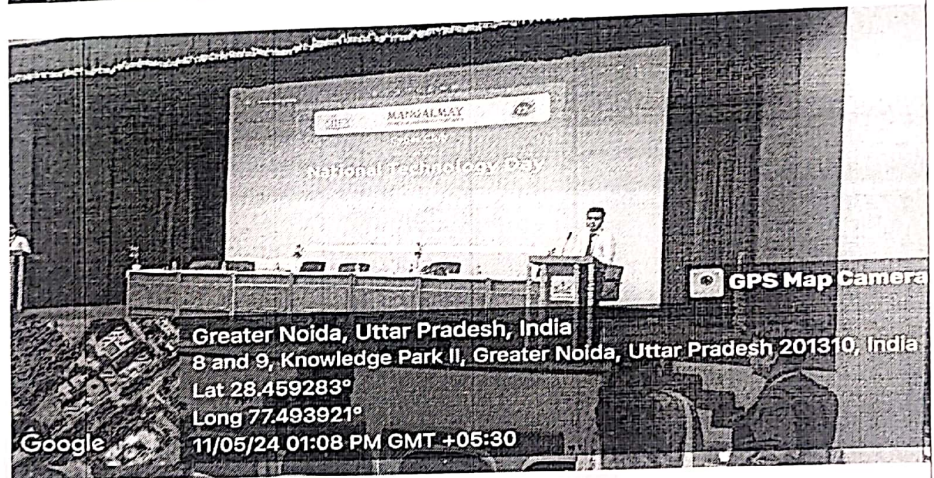 MANGALMAY
National Technology Day
GPS Map Camera
Greater Noida, Uttar Pradesh, India
8 and 9, Knowledge Park II, Greater Noida, Uttar Pradesh 201310, India
Lat 28.459283°
Long 77.493921°
11/05/24 01:08 PM GMT +05:30
Google